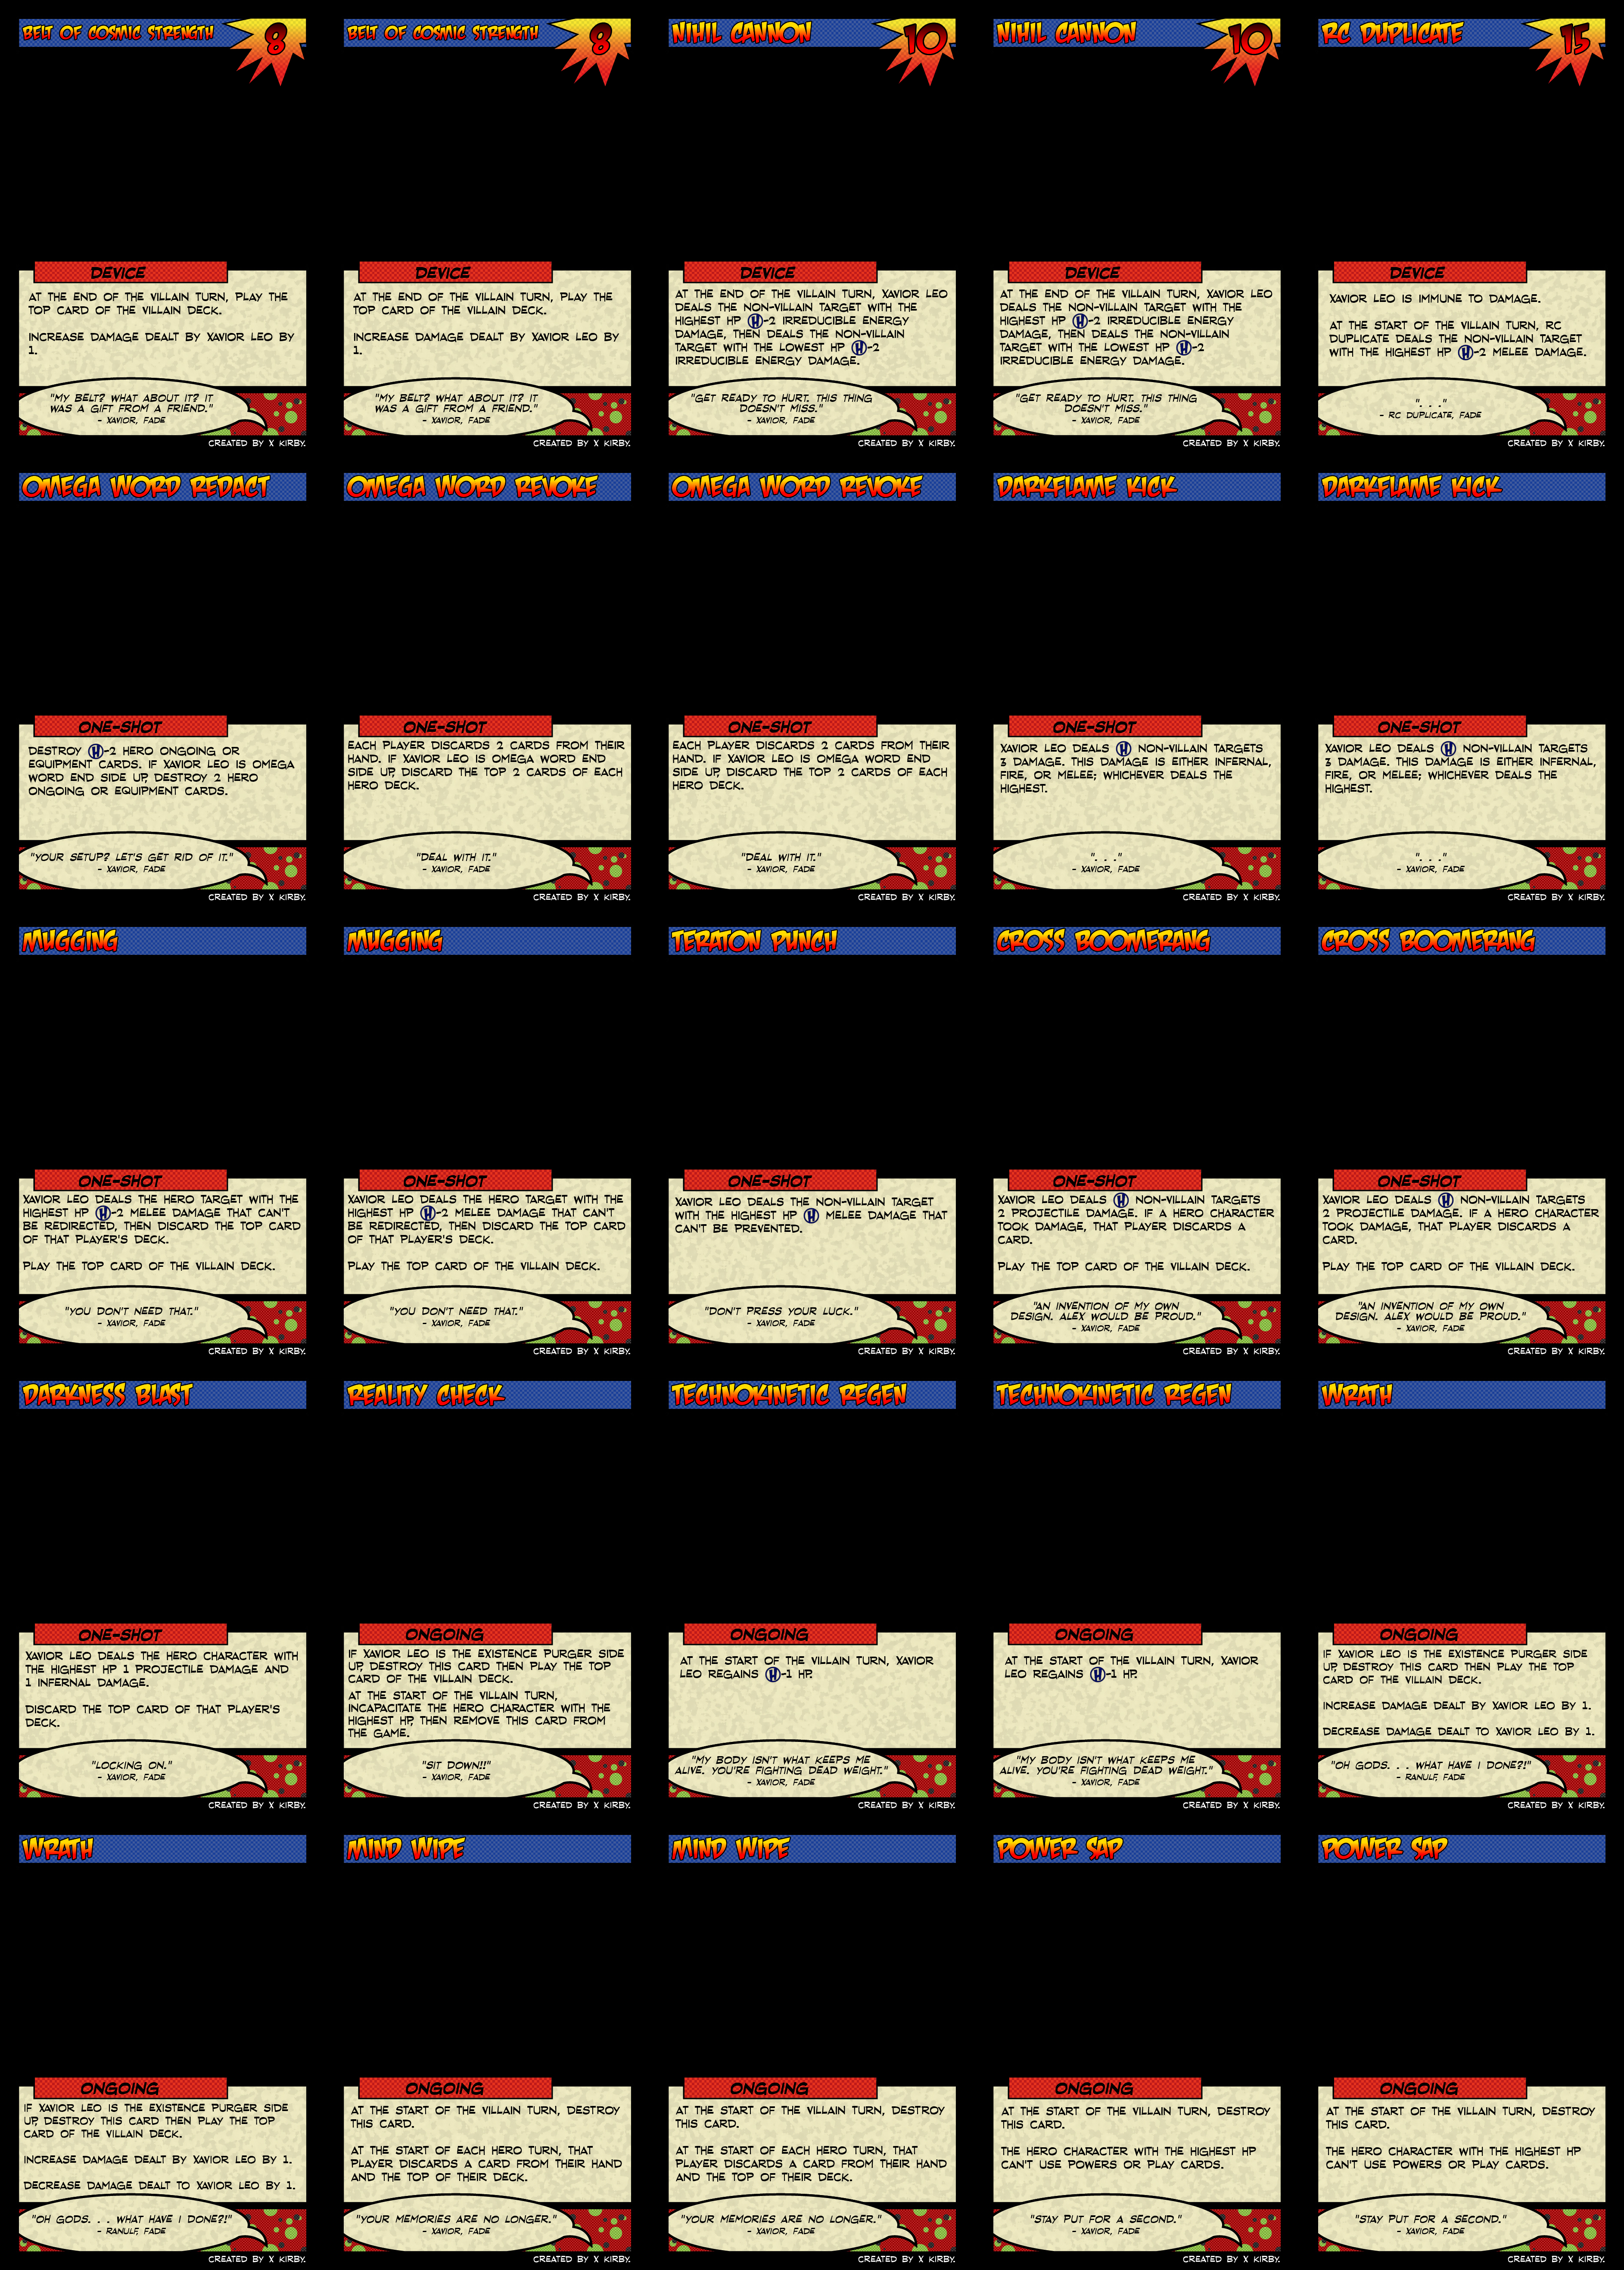 BELT OF COSMIC STRENGTH
8
DEVICE
AT THE END OF THE VILLAIN TURN, PLAY THE
TOP CARD OF THE VILLAIN DECK.
INCREASE DAMAGE DEALT BY XAVIOR LEO BY
1.
"MY BELT? WHAT ABOUT IT? IT
WAS A GIFT FROM A FRIEND."
- XAVIOR, FADE
CREATED BY X KIRBY.
BELT OF COSMIC STRENGTH
8
DEVICE
AT THE END OF THE VILLAIN TURN, PLAY THE
TOP CARD OF THE VILLAIN DECK.
INCREASE DAMAGE DEALT BY XAVIOR LEO BY
1.
"MY BELT? WHAT ABOUT IT? IT
WAS A GIFT FROM A FRIEND."
- XAVIOR, FADE
CREATED BY X KIRBY.
NIHIL CANNON
10
DEVICE
AT THE END OF THE VILLAIN TURN, XAVIOR LEO
DEALS THE NON-VILLAIN TARGET WITH THE
HIGHEST HP H-2 IRREDUCIBLE ENERGY
DAMAGE, THEN DEALS THE NON-VILLAIN
TARGET WITH THE LOWEST HP H-2
IRREDUCIBLE ENERGY DAMAGE.
"GET READY TO HURT. THIS THING
DOESN'T MISS."
- XAVIOR, FADE
CREATED BY X KIRBY.
NIHIL CANNON
10
DEVICE
AT THE END OF THE VILLAIN TURN, XAVIOR LEO
DEALS THE NON-VILLAIN TARGET WITH THE
HIGHEST HP H-2 IRREDUCIBLE ENERGY
DAMAGE, THEN DEALS THE NON-VILLAIN
TARGET WITH THE LOWEST HP H-2
IRREDUCIBLE ENERGY DAMAGE.
"GET READY TO HURT. THIS THING
DOESN'T MISS."
- XAVIOR, FADE
CREATED BY X KIRBY.
RC DUPLICATE
15
DEVICE
XAVIOR LEO IS IMMUNE TO DAMAGE.
AT THE START OF THE VILLAIN TURN, RC
DUPLICATE DEALS THE NON-VILLAIN TARGET
WITH THE HIGHEST HP H-2 MELEE DAMAGE.
". . ."
- RC DUPLICATE, FADE
CREATED BY X KIRBY.
OMEGA WORD REDACT
ONE-SHOT
DESTROY H-2 HERO ONGOING OR
EQUIPMENT CARDS. IF XAVIOR LEO IS OMEGA
WORD END SIDE UP, DESTROY 2 HERO
ONGOING OR EQUIPMENT CARDS.
"YOUR SETUP? LET'S GET RID OF IT."
- XAVIOR, FADE
CREATED BY X KIRBY.
OMEGA WORD REVOKE
ONE-SHOT
EACH PLAYER DISCARDS 2 CARDS FROM THEIR
HAND. IF XAVIOR LEO IS OMEGA WORD END
SIDE UP, DISCARD THE TOP 2 CARDS OF EACH
HERO DECK.
"DEAL WITH IT."
- XAVIOR, FADE
CREATED BY X KIRBY.
OMEGA WORD REVOKE
ONE-SHOT
EACH PLAYER DISCARDS 2 CARDS FROM THEIR
HAND. IF XAVIOR LEO IS OMEGA WORD END
SIDE UP, DISCARD THE TOP 2 CARDS OF EACH
HERO DECK.
"DEAL WITH IT."
- XAVIOR, FADE
CREATED BY X KIRBY.
DARKFLAME KICK
ONE-SHOT
XAVIOR LEO DEALS H NON-VILLAIN TARGETS
3 DAMAGE. THIS DAMAGE IS EITHER INFERNAL,
FIRE, OR MELEE; WHICHEVER DEALS THE
HIGHEST.
". . ."
- XAVIOR, FADE
CREATED BY X KIRBY.
DARKFLAME KICK
ONE-SHOT
XAVIOR LEO DEALS H NON-VILLAIN TARGETS
3 DAMAGE. THIS DAMAGE IS EITHER INFERNAL,
FIRE, OR MELEE; WHICHEVER DEALS THE
HIGHEST.
". . ."
- XAVIOR, FADE
CREATED BY X KIRBY.
MUGGING
ONE-SHOT
XAVIOR LEO DEALS THE HERO TARGET WITH THE
HIGHEST HP H-2 MELEE DAMAGE THAT CAN'T
BE REDIRECTED, THEN DISCARD THE TOP CARD
OF THAT PLAYER'S DECK.
PLAY THE TOP CARD OF THE VILLAIN DECK.
"YOU DON'T NEED THAT."
- XAVIOR, FADE
CREATED BY X KIRBY.
MUGGING
ONE-SHOT
XAVIOR LEO DEALS THE HERO TARGET WITH THE
HIGHEST HP H-2 MELEE DAMAGE THAT CAN'T
BE REDIRECTED, THEN DISCARD THE TOP CARD
OF THAT PLAYER'S DECK.
PLAY THE TOP CARD OF THE VILLAIN DECK.
"YOU DON'T NEED THAT."
- XAVIOR, FADE
CREATED BY X KIRBY.
TERATON PUNCH
ONE-SHOT
XAVIOR LEO DEALS THE NON-VILLAIN TARGET
WITH THE HIGHEST HP H MELEE DAMAGE THAT
CAN'T BE PREVENTED.
"DON'T PRESS YOUR LUCK."
- XAVIOR, FADE
CREATED BY X KIRBY.
CROSS BOOMERANG
ONE-SHOT
XAVIOR LEO DEALS H NON-VILLAIN TARGETS
2 PROJECTILE DAMAGE. IF A HERO CHARACTER
TOOK DAMAGE, THAT PLAYER DISCARDS A
CARD.
PLAY THE TOP CARD OF THE VILLAIN DECK.
"AN INVENTION OF MY OWN
DESIGN. ALEX WOULD BE PROUD."
- XAVIOR, FADE
CREATED BY X KIRBY.
CROSS BOOMERANG
ONE-SHOT
XAVIOR LEO DEALS H NON-VILLAIN TARGETS
2 PROJECTILE DAMAGE. IF A HERO CHARACTER
TOOK DAMAGE, THAT PLAYER DISCARDS A
CARD.
PLAY THE TOP CARD OF THE VILLAIN DECK.
"AN INVENTION OF MY OWN
DESIGN. ALEX WOULD BE PROUD."
- XAVIOR, FADE
CREATED BY X KIRBY.
DARKNESS BLAST
ONE-SHOT
XAVIOR LEO DEALS THE HERO CHARACTER WITH
THE HIGHEST HP 1 PROJECTILE DAMAGE AND
1 INFERNAL DAMAGE.
DISCARD THE TOP CARD OF THAT PLAYER'S
DECK.
"LOCKING ON."
- XAVIOR, FADE
CREATED BY X KIRBY.
REALITY CHECK
ONGOING
IF XAVIOR LEO IS THE EXISTENCE PURGER SIDE
UP, DESTROY THIS CARD THEN PLAY THE TOP
CARD OF THE VILLAIN DECK.
AT THE START OF THE VILLAIN TURN,
INCAPACITATE THE HERO CHARACTER WITH THE
HIGHEST HP, THEN REMOVE THIS CARD FROM
THE GAME.
"SIT DOWN!!"
- XAVIOR, FADE
CREATED BY X KIRBY.
TECHNOKINETIC REGEN
ONGOING
AT THE START OF THE VILLAIN TURN, XAVIOR
LEO REGAINS H-1 HP.
"MY BODY ISN'T WHAT KEEPS ME
ALIVE. YOU'RE FIGHTING DEAD WEIGHT."
- XAVIOR, FADE
CREATED BY X KIRBY.
TECHNOKINETIC REGEN
ONGOING
AT THE START OF THE VILLAIN TURN, XAVIOR
LEO REGAINS H-1 HP.
"MY BODY ISN'T WHAT KEEPS ME
ALIVE. YOU'RE FIGHTING DEAD WEIGHT."
- XAVIOR, FADE
CREATED BY X KIRBY.
WRATH
ONGOING
IF XAVIOR LEO IS THE EXISTENCE PURGER SIDE
UP, DESTROY THIS CARD THEN PLAY THE TOP
CARD OF THE VILLAIN DECK.
INCREASE DAMAGE DEALT BY XAVIOR LEO BY 1.
DECREASE DAMAGE DEALT TO XAVIOR LEO BY 1.
"OH GODS. . . WHAT HAVE I DONE?!"
- RANULF, FADE
CREATED BY X KIRBY.
WRATH
ONGOING
IF XAVIOR LEO IS THE EXISTENCE PURGER SIDE
UP, DESTROY THIS CARD THEN PLAY THE TOP
CARD OF THE VILLAIN DECK.
INCREASE DAMAGE DEALT BY XAVIOR LEO BY 1.
DECREASE DAMAGE DEALT TO XAVIOR LEO BY 1.
"OH GODS. . . WHAT HAVE I DONE?!"
- RANULF, FADE
CREATED BY X KIRBY.
MIND WIPE
ONGOING
AT THE START OF THE VILLAIN TURN, DESTROY
THIS CARD.
AT THE START OF EACH HERO TURN, THAT
PLAYER DISCARDS A CARD FROM THEIR HAND
AND THE TOP OF THEIR DECK.
"YOUR MEMORIES ARE NO LONGER."
- XAVIOR, FADE
CREATED BY X KIRBY.
MIND WIPE
ONGOING
AT THE START OF THE VILLAIN TURN, DESTROY
THIS CARD.
AT THE START OF EACH HERO TURN, THAT
PLAYER DISCARDS A CARD FROM THEIR HAND
AND THE TOP OF THEIR DECK.
"YOUR MEMORIES ARE NO LONGER."
- XAVIOR, FADE
CREATED BY X KIRBY.
POWER SAP
ONGOING
AT THE START OF THE VILLAIN TURN, DESTROY
THIS CARD.
THE HERO CHARACTER WITH THE HIGHEST HP
CAN'T USE POWERS OR PLAY CARDS.
"STAY PUT FOR A SECOND."
- XAVIOR, FADE
CREATED BY X KIRBY.
POWER SAP
ONGOING
AT THE START OF THE VILLAIN TURN, DESTROY
THIS CARD.
THE HERO CHARACTER WITH THE HIGHEST HP
CAN'T USE POWERS OR PLAY CARDS.
"STAY PUT FOR A SECOND."
- XAVIOR, FADE
CREATED BY X KIRBY.